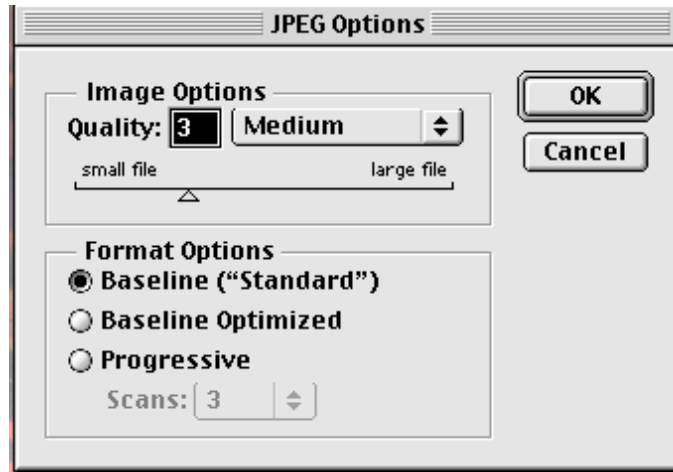 JPEG Options
Image Options
Quality: 3 Medium
small file large file
Format Options
Baseline (“Standard”)
Baseline Optimized
Progressive
Scans: 3
OK
Cancel